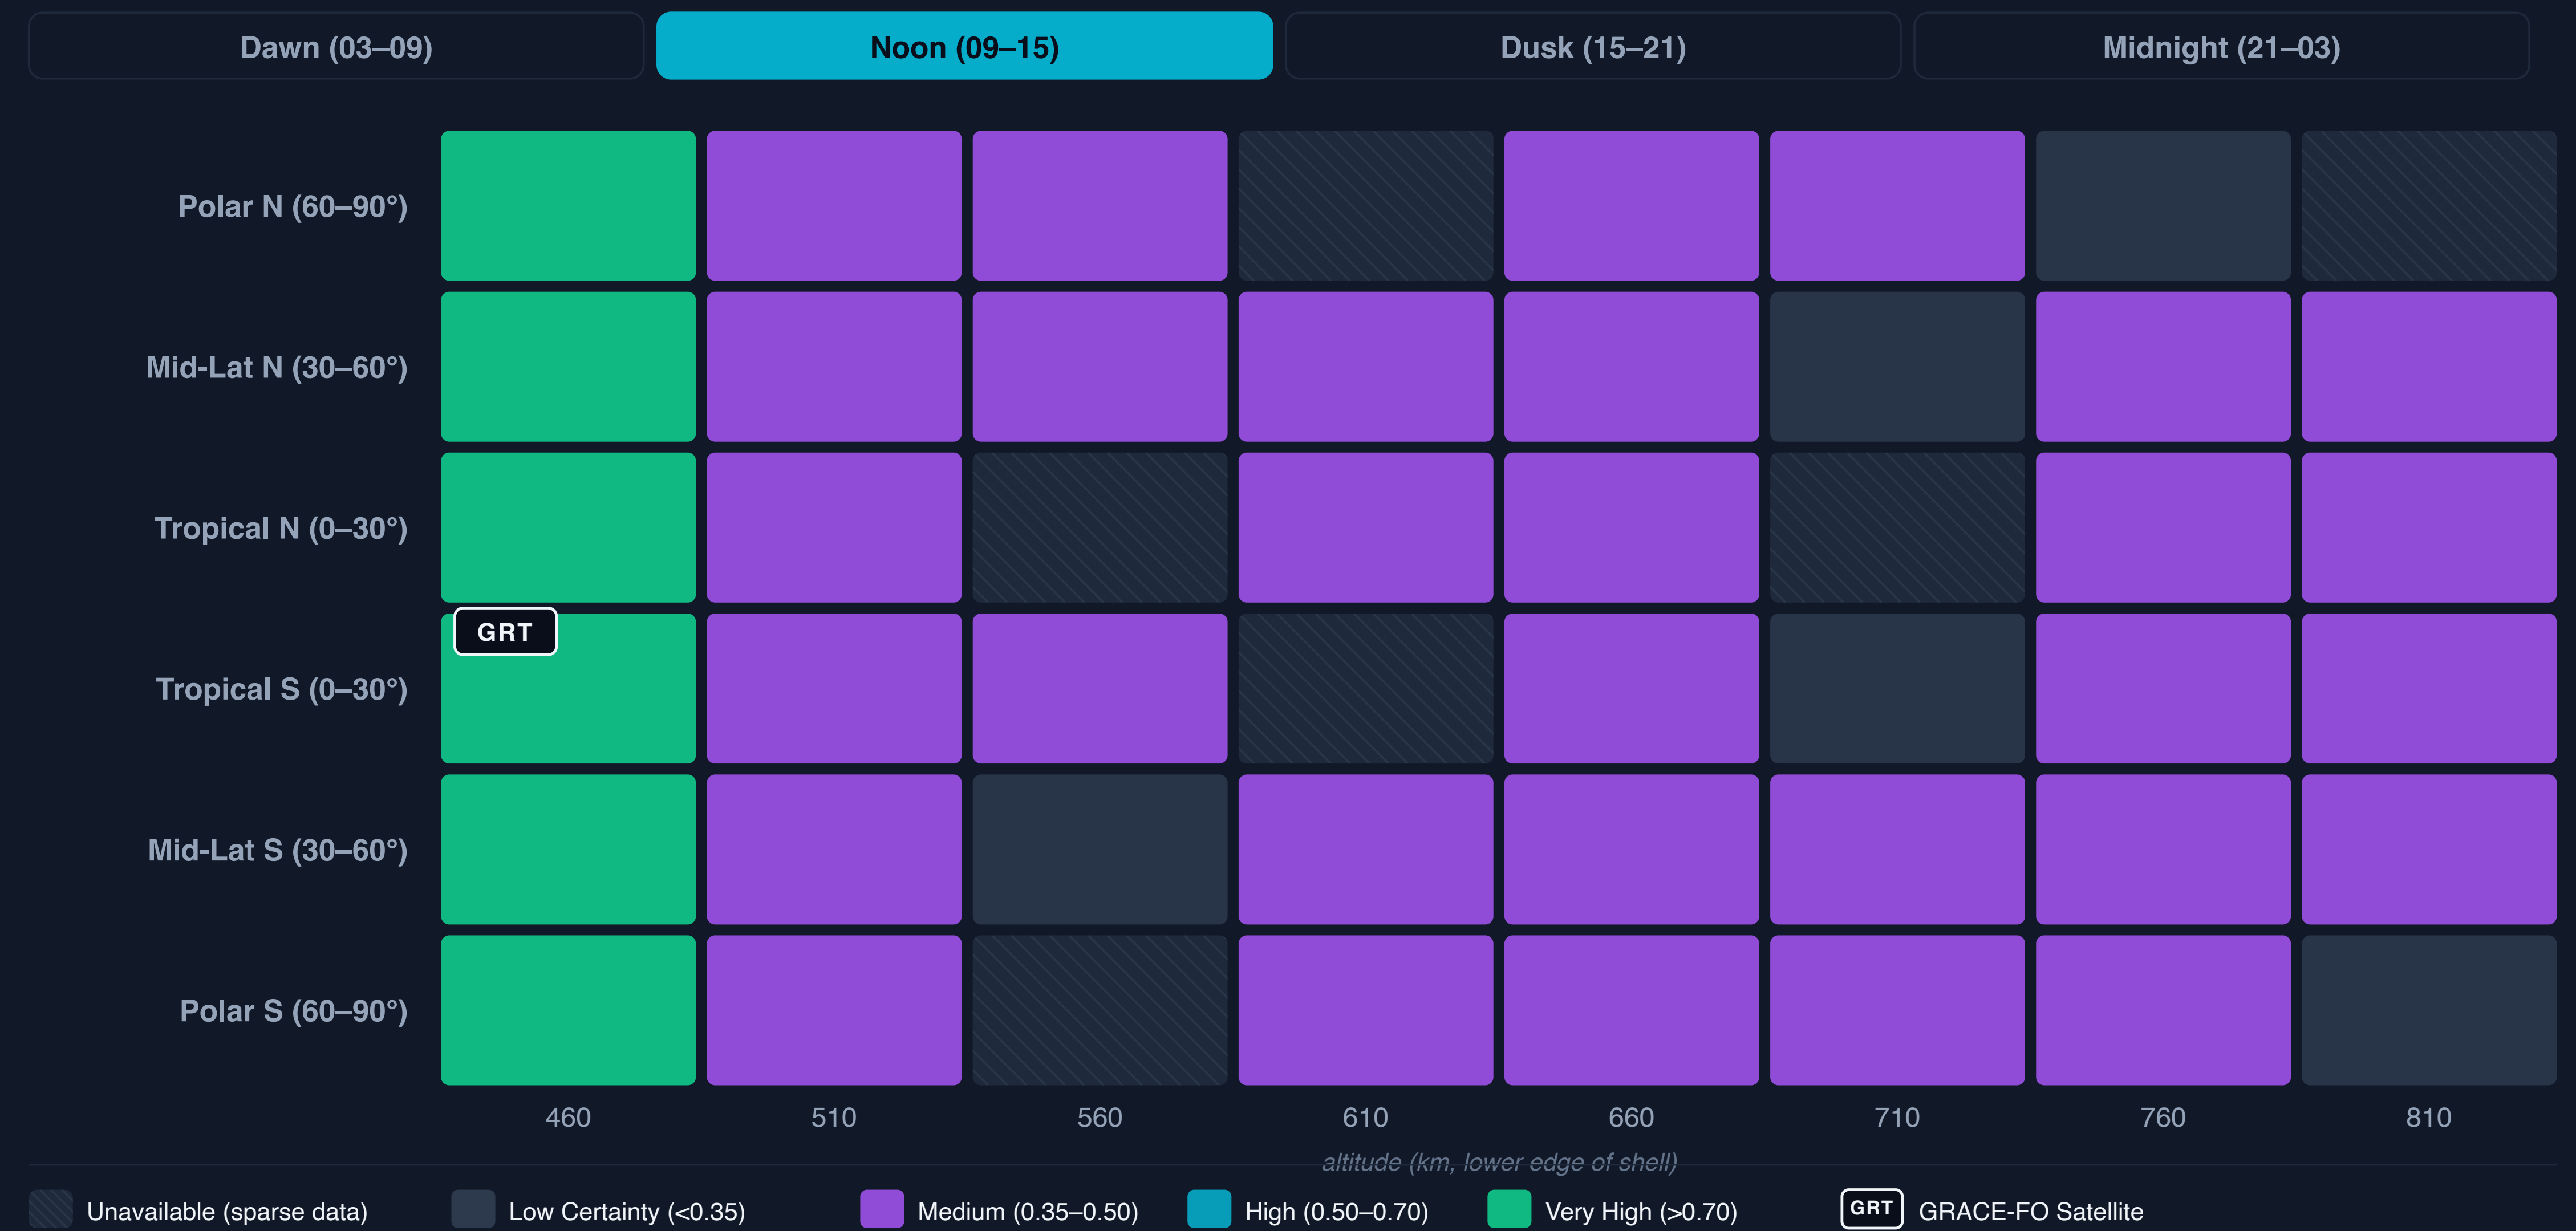 Dawn (03–09) Noon (09–15) Dusk (15–21) Midnight (21–03)
Polar N (60–90°)
Mid-Lat N (30–60°)
Tropical N (0–30°)
GRT
Tropical S (0–30°)
Mid-Lat S (30–60°)
Polar S (60–90°)
460 510 560 610 660 710 760 810
altitude (km, lower edge of shell)
Unavailable (sparse data) Low Certainty (<0.35) Medium (0.35–0.50) High (0.50–0.70) Very High (>0.70) GRT GRACE-FO Satellite